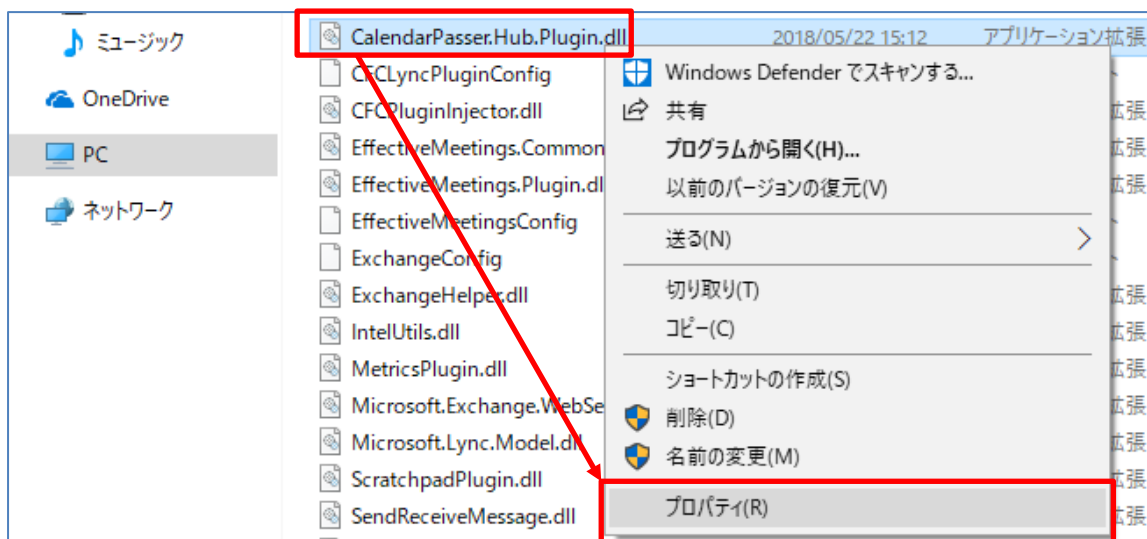 ミュージック
OneDrive
PC
ネットワーク
CalendarPasser.Hub.Plugin.dll 2018/05/22 15:12 アプリケーション拡張
CFCLyncPluginConfig
CFCPluginInjector.dll
EffectiveMeetings.Common
EffectiveMeetings.Plugin.dl
EffectiveMeetingsConfig
ExchangeConfig
ExchangeHelper.dll
IntelUtils.dll
MetricsPlugin.dll
Microsoft.Exchange.WebSe
Microsoft.Lync.Model.dll
ScratchpadPlugin.dll
SendReceiveMessage.dll
Windows Defender でスキャンする...
共有
プログラムから開く(H)...
以前のバージョンの復元(V)
送る(N)
切り取り(T)
コピー(C)
ショートカットの作成(S)
削除(D)
名前の変更(M)
プロパティ(R)
拡張
拡張
拡張
拡張
拡張
拡張
拡張
拡張
拡張
拡張